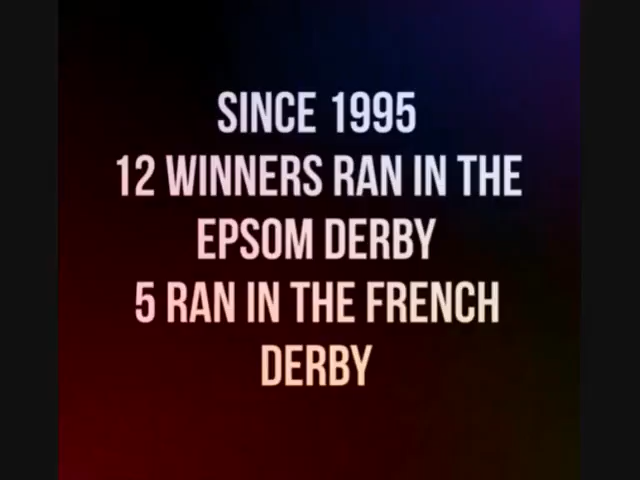 SINCE 1995
12 WINNERS RAN IN THE
EPSOM DERBY
5 RAN IN THE FRENCH
DERBY